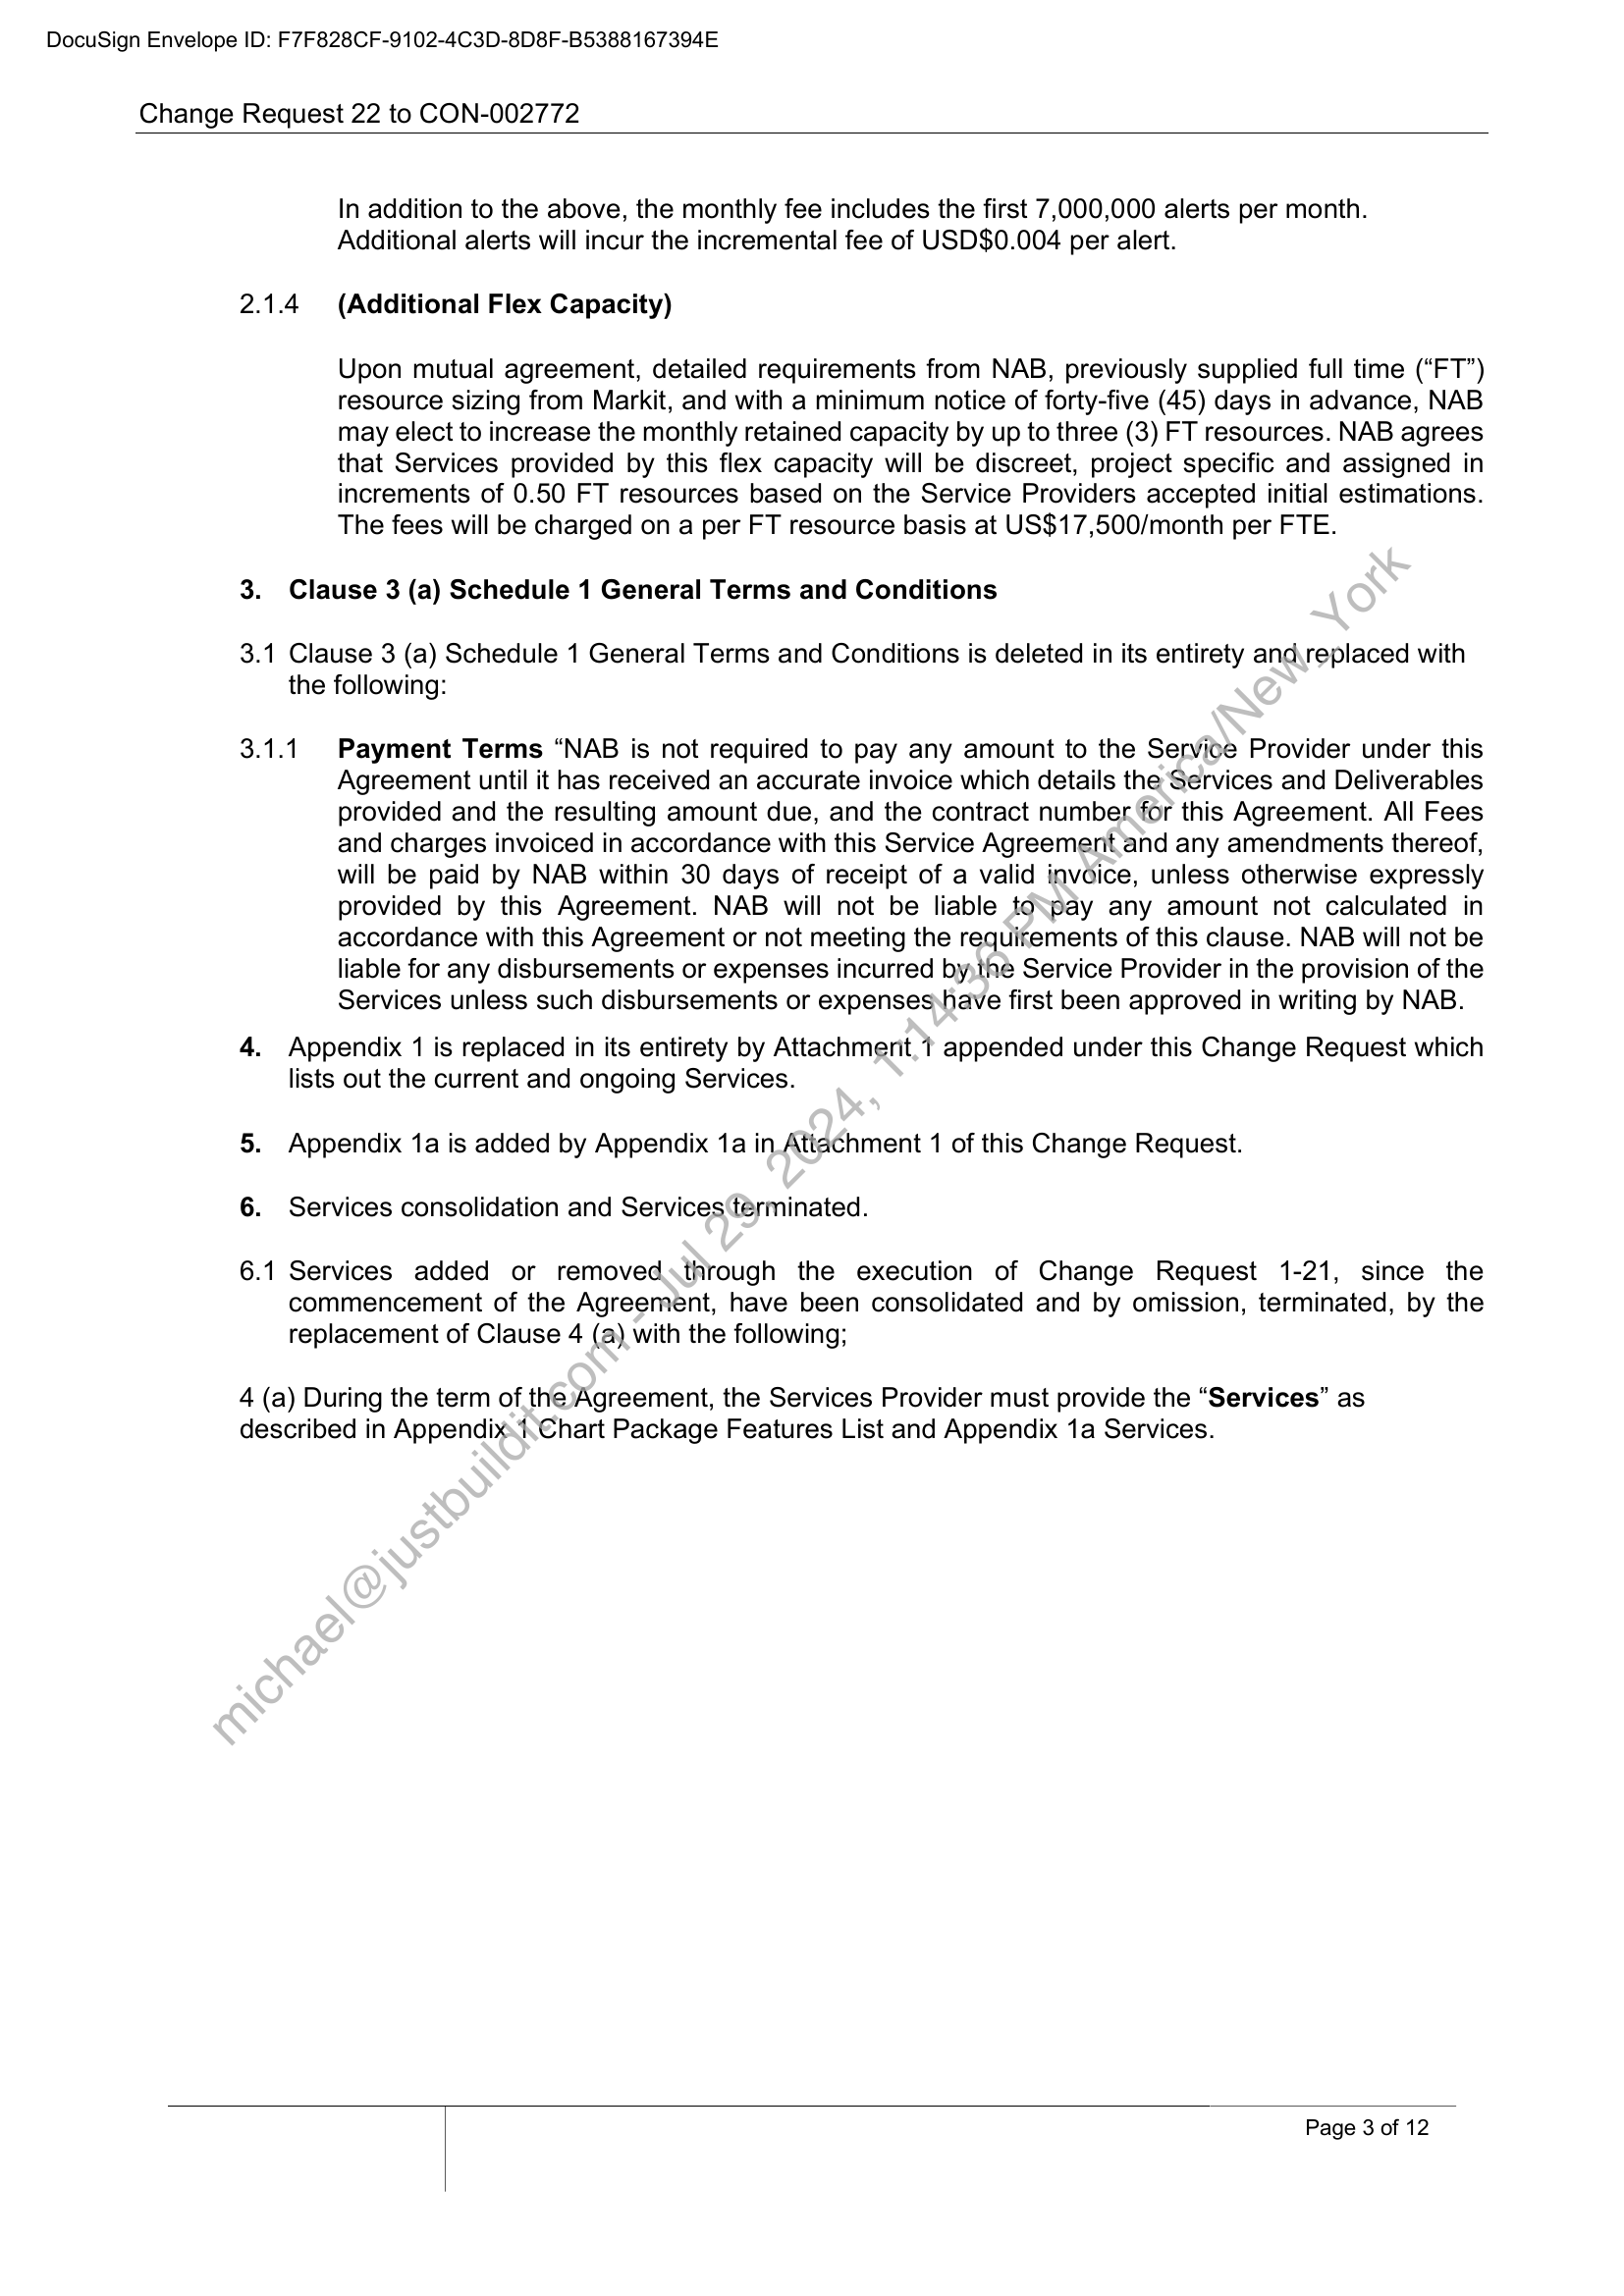 DocuSign Envelope ID: F7F828CF-9102-4C3D-8D8F-B5388167394E
Change Request 22 to CON-002772
In addition to the above, the monthly fee includes the first 7,000,000 alerts per month.
Additional alerts will incur the incremental fee of USD$0.004 per alert.
2.1.4 (Additional Flex Capacity)
Upon mutual agreement, detailed requirements from NAB, previously supplied full time (“FT”)
resource sizing from Markit, and with a minimum notice of forty-five (45) days in advance, NAB
may elect to increase the monthly retained capacity by up to three (3) FT resources. NAB agrees
that Services provided by this flex capacity will be discreet, project specific and assigned in
increments of 0.50 FT resources based on the Service Providers accepted initial estimations.
The fees will be charged on a per FT resource basis at US$17,500/month per FTE.
3. Clause 3 (a) Schedule 1 General Terms and Conditions
3.1 Clause 3 (a) Schedule 1 General Terms and Conditions is deleted in its entirety and replaced with
the following:
3.1.1 Payment Terms “NAB is not required to pay any amount to the Service Provider under this
Agreement until it has received an accurate invoice which details the Services and Deliverables
provided and the resulting amount due, and the contract number for this Agreement. All Fees
and charges invoiced in accordance with this Service Agreement and any amendments thereof,
will be paid by NAB within 30 days of receipt of a valid invoice, unless otherwise expressly
provided by this Agreement. NAB will not be liable to pay any amount not calculated in
accordance with this Agreement or not meeting the requirements of this clause. NAB will not be
liable for any disbursements or expenses incurred by the Service Provider in the provision of the
Services unless such disbursements or expenses have first been approved in writing by NAB.
4. Appendix 1 is replaced in its entirety by Attachment 1 appended under this Change Request which
lists out the current and ongoing Services.
5. Appendix 1a is added by Appendix 1a in Attachment 1 of this Change Request.
6. Services consolidation and Services terminated.
6.1 Services added or removed through the execution of Change Request 1-21, since the
commencement of the Agreement, have been consolidated and by omission, terminated, by the
replacement of Clause 4 (a) with the following;
4 (a) During the term of the Agreement, the Services Provider must provide the “Services” as
described in Appendix 1 Chart Package Features List and Appendix 1a Services.
michael@justbuildit.com - Jul 29, 2024, 1:14:36 PM America/New_York
Page 3 of 12